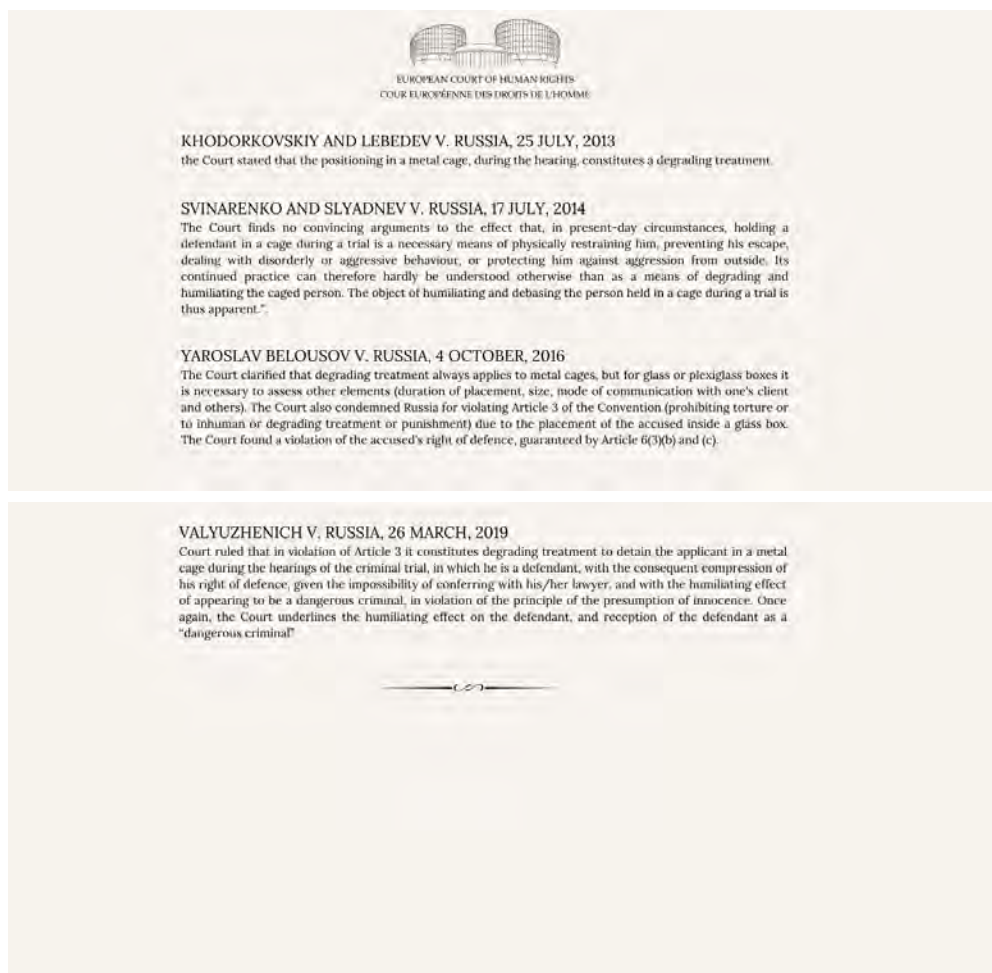 EUROPEAN COURT OF HUMAN RIGHTS
COUR EUROPÉENNE DES DROITS DE L'HOMME
KHODORKOVSKIY AND LEBEDEV V. RUSSIA, 25 JULY, 2013
the Court stated that the positioning in a metal cage, during the hearing, constitutes a degrading treatment.
SVINARENKO AND SLYADNEV V. RUSSIA, 17 JULY, 2014
The Court finds no convincing arguments to the effect that, in present-day circumstances, holding a
defendant in a cage during a trial is a necessary means of physically restraining him, preventing his escape,
dealing with disorderly or aggressive behaviour, or protecting him against aggression from outside. Its
continued practice can therefore hardly be understood otherwise than as a means of degrading and
humiliating the caged person. The object of humiliating and debasing the person held in a cage during a trial is
thus apparent.".
YAROSLAV BELOUSOV V. RUSSIA, 4 OCTOBER, 2016
The Court clarified that degrading treatment always applies to metal cages, but for glass or plexiglass boxes it
is necessary to assess other elements (duration of placement, size, mode of communication with one's client
and others). The Court also condemned Russia for violating Article 3 of the Convention (prohibiting torture or
to inhuman or degrading treatment or punishment) due to the placement of the accused inside a glass box.
The Court found a violation of the accused's right of defence, guaranteed by Article 6(3)(b) and (c).
VALYUZHENICH V. RUSSIA, 26 MARCH, 2019
Court ruled that in violation of Article 3 it constitutes degrading treatment to detain the applicant in a metal
cage during the hearings of the criminal trial, in which he is a defendant, with the consequent compression of
his right of defence, given the impossibility of conferring with his/her lawyer, and with the humiliating effect
of appearing to be a dangerous criminal, in violation of the principle of the presumption of innocence. Once
again, the Court underlines the humiliating effect on the defendant, and reception of the defendant as a
"dangerous criminal"